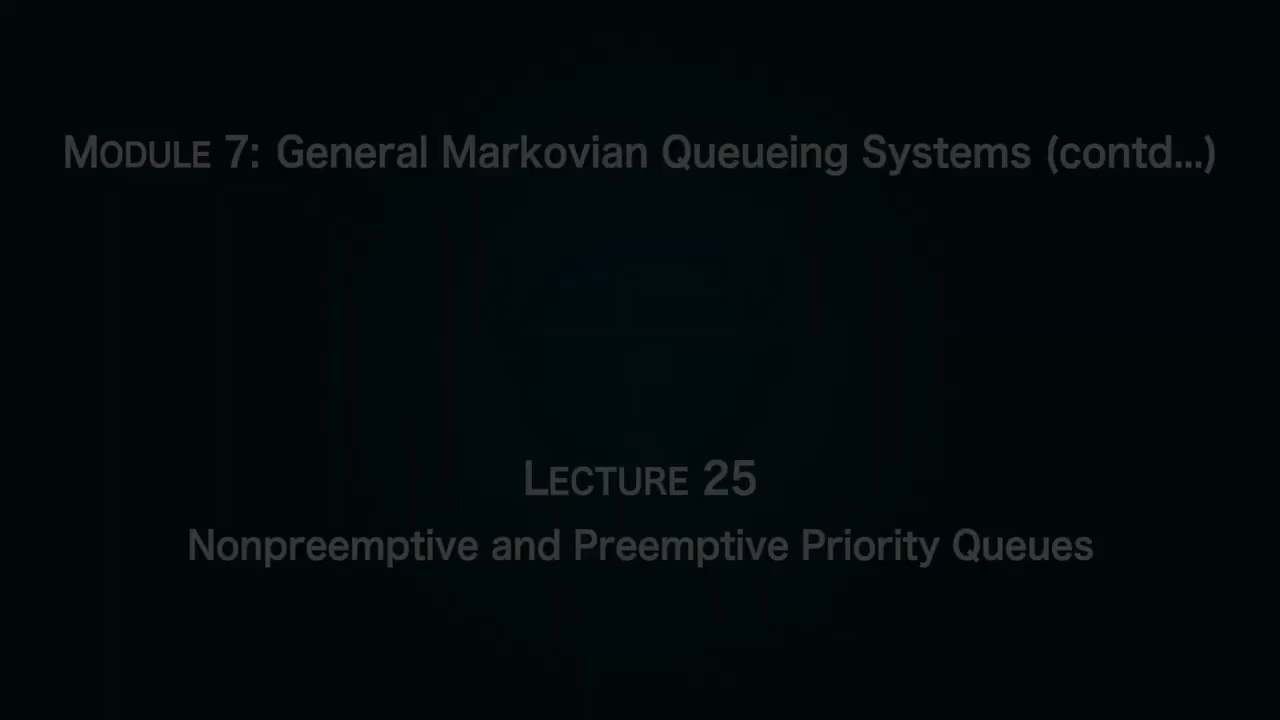 MODULE 7: General Markovian Queueing Systems (contd...)
LECTURE 25
Nonpreemptive and Preemptive Priority Queues